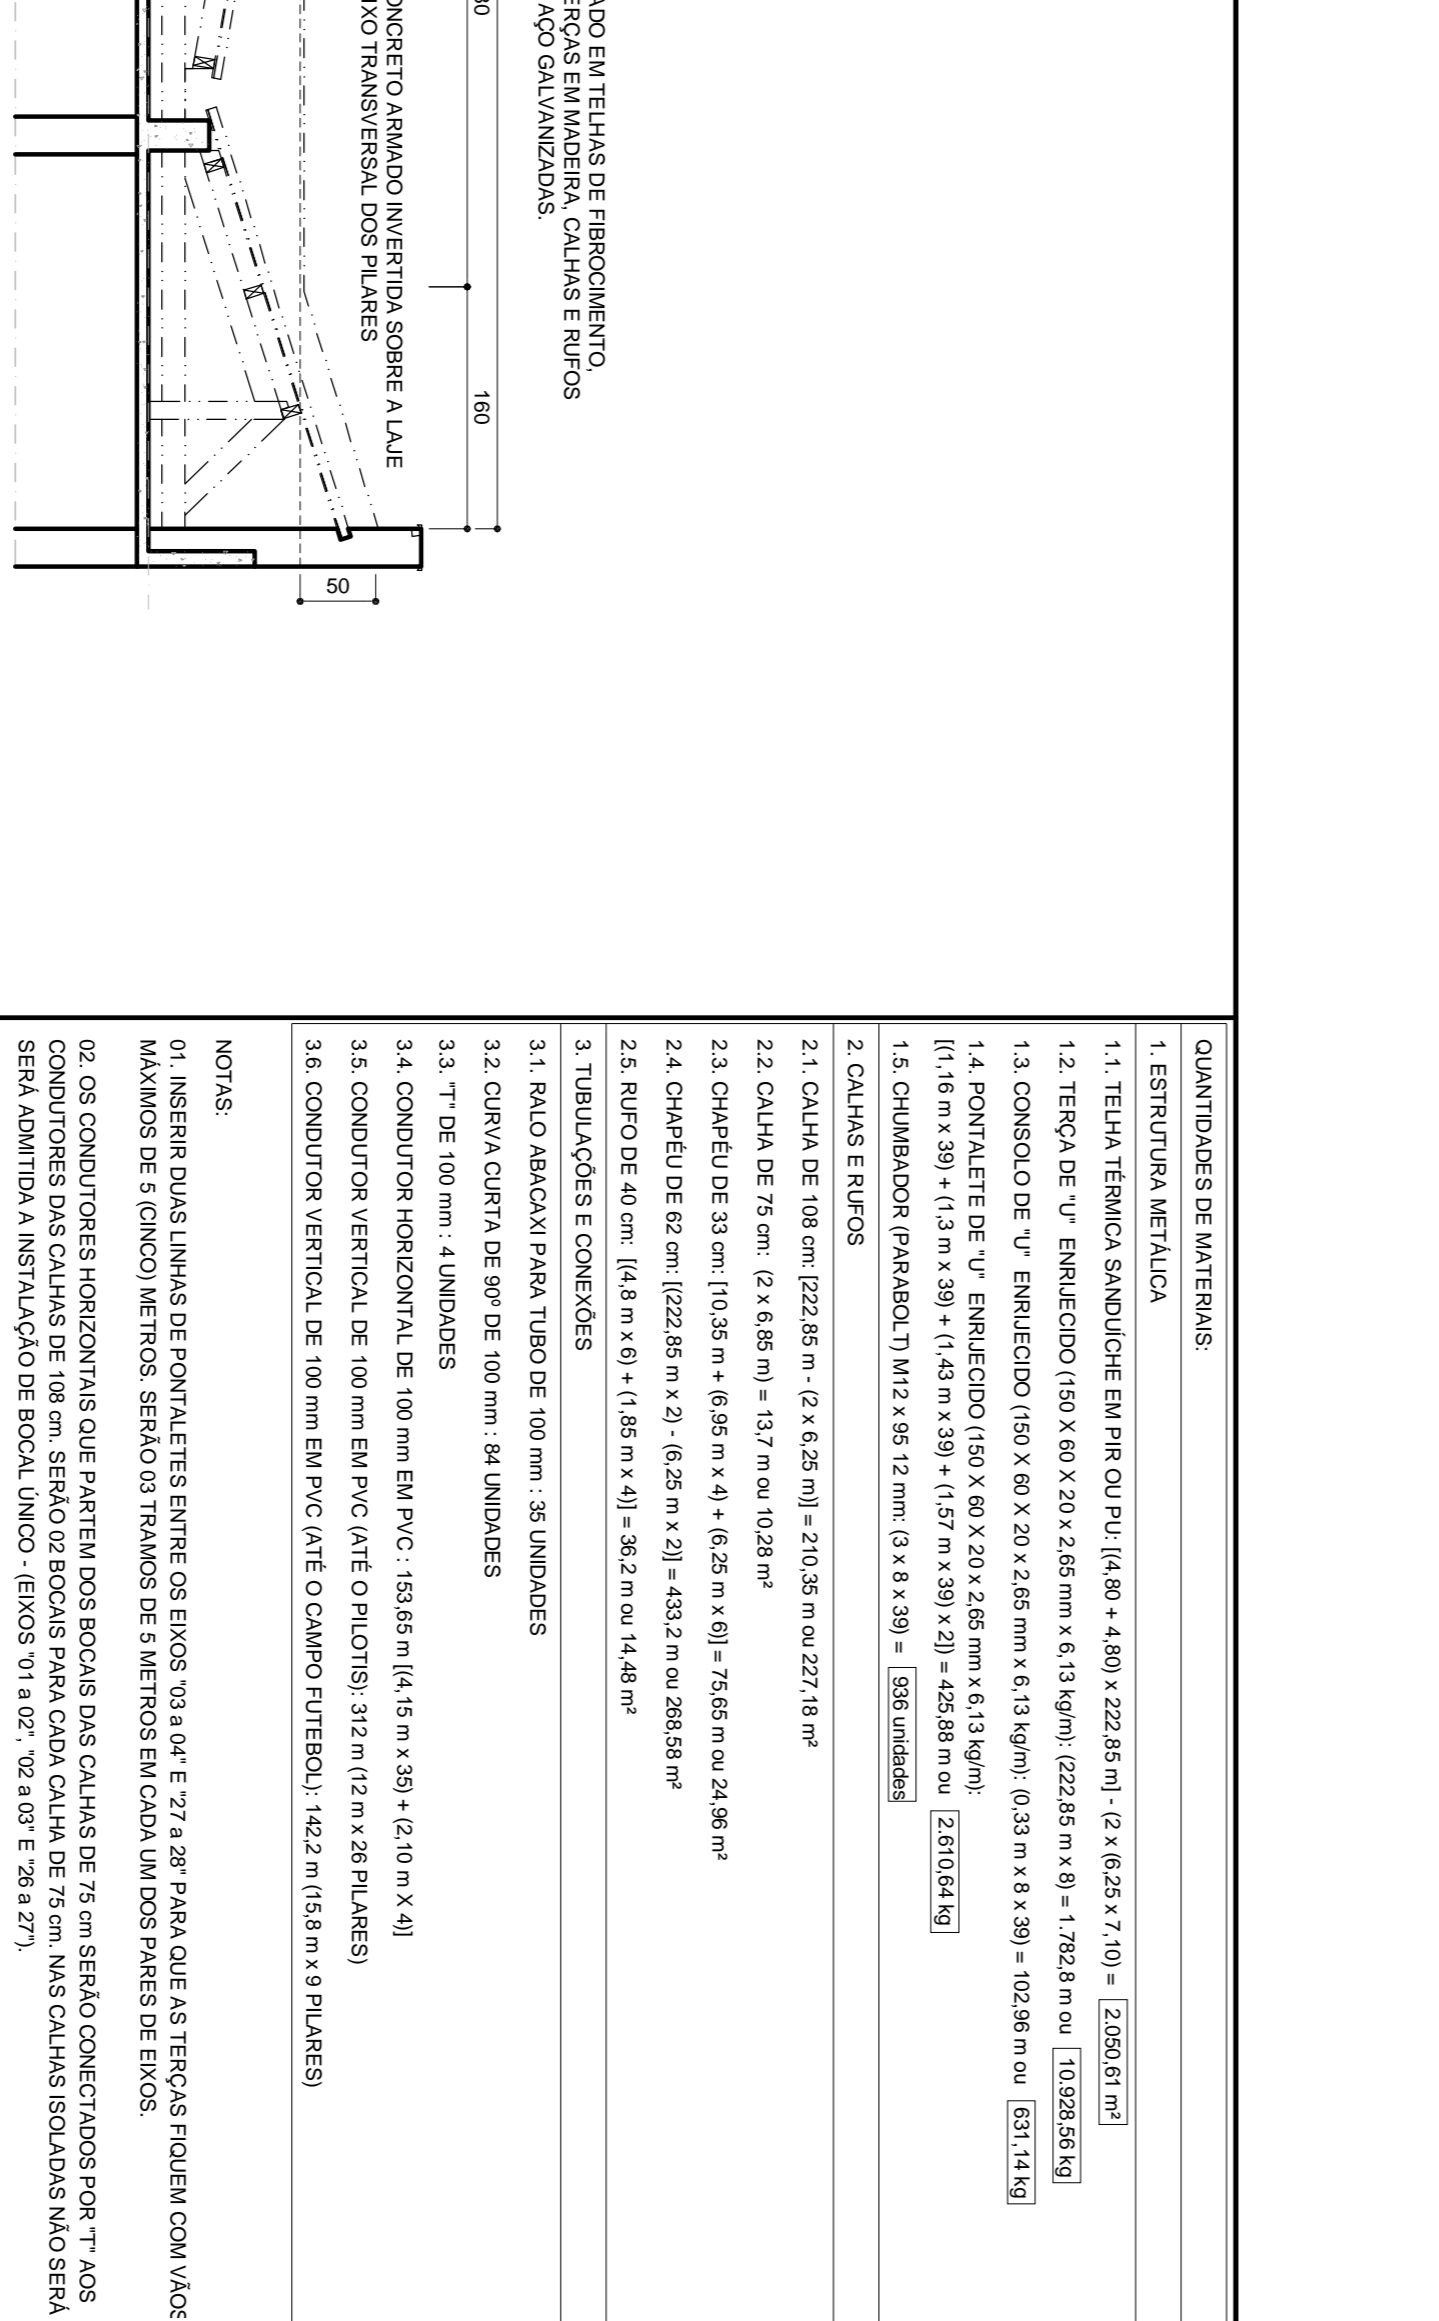 ADO EM TELHAS DE FIBROCIMENTO,
ERÇAS EM MADEIRA, CALHAS E RUFOS
AÇO GALVANIZADAS.
30
160
ONCRETO ARMADO INVERTIDA SOBRE A LAJE
IXO TRANSVERSAL DOS PILARES
50
QUANTIDADES DE MATERIAIS:
1. ESTRUTURA METÁLICA
1.1. TELHA TÉRMICA SANDUÍCHE EM PIR OU PU: [(4,80 + 4,80) x 222,85 m] - (2 x (6,25 x 7,10) = 2.050,61 m²
1.2. TERÇA DE "U" ENRIJECIDO (150 X 60 X 20 x 2,65 mm x 6,13 kg/m): (222,85 m x 8) = 1.782,8 m ou 10.928,56 kg
1.3. CONSOLO DE "U" ENRIJECIDO (150 X 60 X 20 x 2,65 mm x 6,13 kg/m): (0,33 m x 8 x 39) = 102,96 m ou 631,14 kg
1.4. PONTALETE DE "U" ENRIJECIDO (150 X 60 X 20 x 2,65 mm x 6,13 kg/m):
[(1,16 m x 39) + (1,3 m x 39) + (1,43 m x 39) + (1,57 m x 39) x 2]) = 425,88 m ou 2.610,64 kg
1.5. CHUMBADOR (PARABOLT) M12 x 95 12 mm: (3 x 8 x 39) = 936 unidades
2. CALHAS E RUFOS
2.1. CALHA DE 108 cm: [222,85 m - (2 x 6,25 m)] = 210,35 m ou 227,18 m²
2.2. CALHA DE 75 cm: (2 x 6,85 m) = 13,7 m ou 10,28 m²
2.3. CHAPÉU DE 33 cm: [10,35 m + (6,95 m x 4) + (6,25 m x 6)] = 75,65 m ou 24,96 m²
2.4. CHAPÉU DE 62 cm: [(222,85 m x 2) - (6,25 m x 2)] = 433,2 m ou 268,58 m²
2.5. RUFO DE 40 cm: [(4,8 m x 6) + (1,85 m x 4)] = 36,2 m ou 14,48 m²
3. TUBULAÇÕES E CONEXÕES
3.1. RALO ABACAXI PARA TUBO DE 100 mm : 35 UNIDADES
3.2. CURVA CURTA DE 90º DE 100 mm : 84 UNIDADES
3.3. "T" DE 100 mm : 4 UNIDADES
3.4. CONDUTOR HORIZONTAL DE 100 mm EM PVC : 153,65 m [(4,15 m x 35) + (2,10 m X 4)]
3.5. CONDUTOR VERTICAL DE 100 mm EM PVC (ATÉ O PILOTIS): 312 m (12 m x 26 PILARES)
3.6. CONDUTOR VERTICAL DE 100 mm EM PVC (ATÉ O CAMPO FUTEBOL): 142,2 m (15,8 m x 9 PILARES)
NOTAS:
01. INSERIR DUAS LINHAS DE PONTALETES ENTRE OS EIXOS "03 a 04" E "27 a 28" PARA QUE AS TERÇAS FIQUEM COM VÃOS
MÁXIMOS DE 5 (CINCO) METROS. SERÃO 03 TRAMOS DE 5 METROS EM CADA UM DOS PARES DE EIXOS.
02. OS CONDUTORES HORIZONTAIS QUE PARTEM DOS BOCAIS DAS CALHAS DE 75 cm SERÃO CONECTADOS POR "T" AOS
CONDUTORES DAS CALHAS DE 108 cm. SERÃO 02 BOCAIS PARA CADA CALHA DE 75 cm. NAS CALHAS ISOLADAS NÃO SERÁ
SERÁ ADMITIDA A INSTALAÇÃO DE BOCAL ÚNICO - (EIXOS "01 a 02", "02 a 03" E "26 a 27").